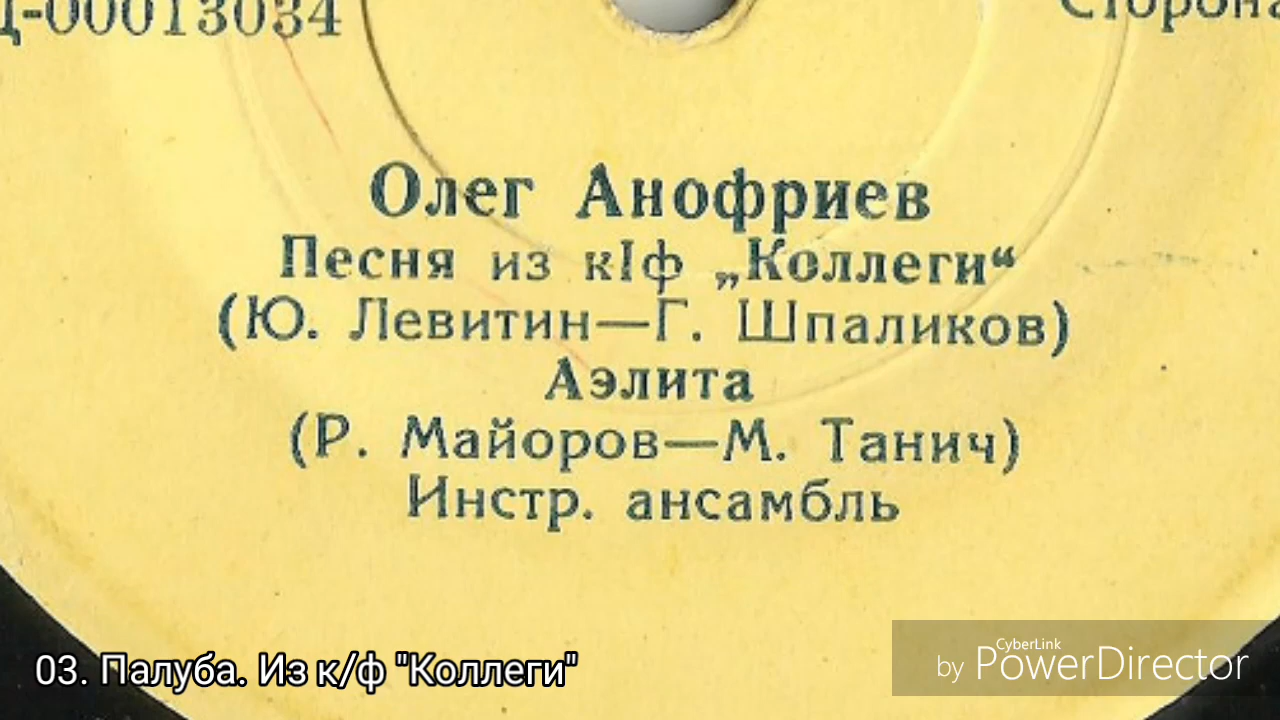 Д-00013034
Сторона
Олег Анофриев
Песня из к|ф „Коллеги“
(Ю. Левитин—Г. Шпаликов)
Аэлита
(Р. Майоров—М. Танич)
Инстр. ансамбль
03. Палуба. Из к/ф "Коллеги"
CyberLink
by PowerDirector